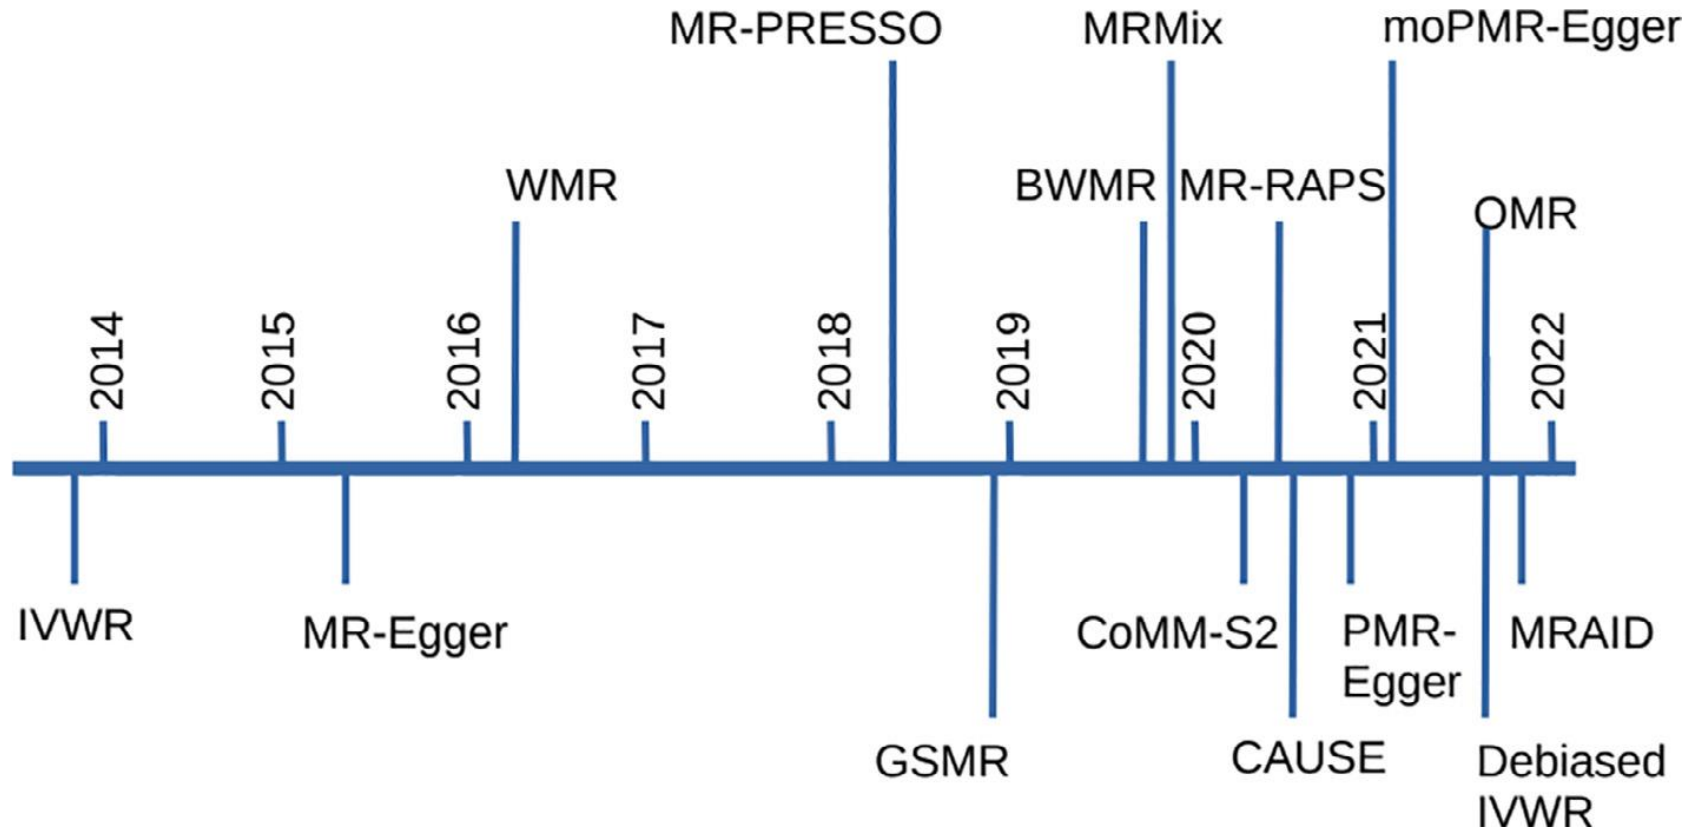 MR-PRESSO
MRMix
moPMR-Egger
WMR
BWMR
MR-RAPS
OMR
2014
2015
2016
2017
2018
2019
2020
2021
2022
IVWR
MR-Egger
CoMM-S2
PMR-
Egger
MRAID
GSMR
CAUSE
Debiased
IVWR